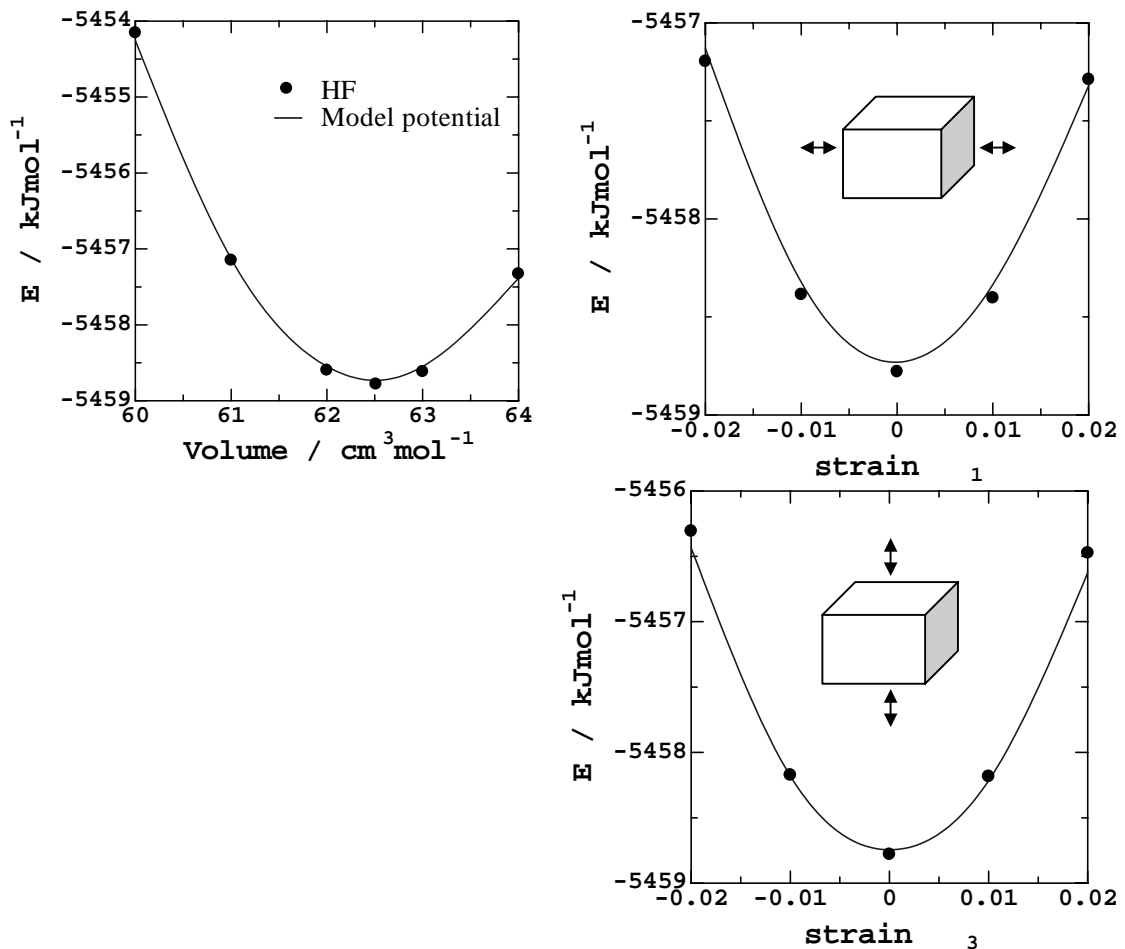 -5454
-5455
-5456
-5457
-5458
-5459
E / kJmol-1
HF
Model potential
60 61 62 63 64
Volume / cm3mol-1
-5457
-5458
-5459
E / kJmol-1
-0.02 -0.01 0 0.01 0.02
strain 1
-5456
-5457
-5458
-5459
E / kJmol-1
-0.02 -0.01 0 0.01 0.02
strain 3